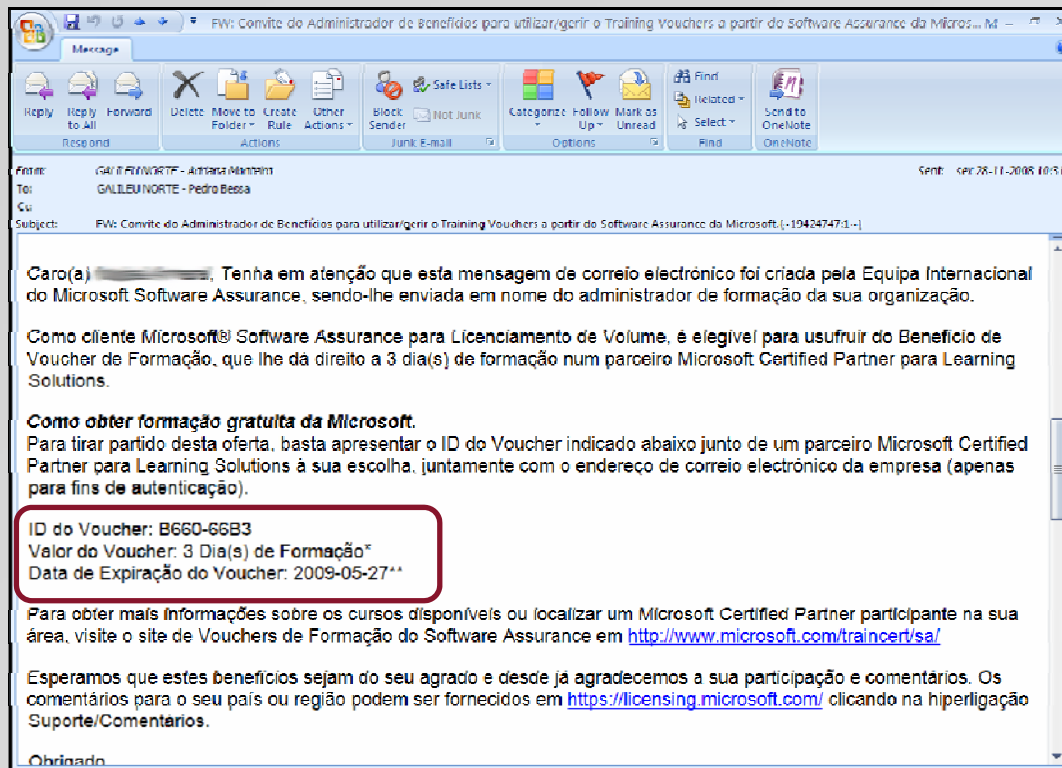 FW: Convite do Administrador de Benefícios para utilizar/gerir o Training Vouchers a partir do Software Assurance da Micros... M
Message
Reply Reply to All Forward
Respond
Delete Move to Folder Create Rule Other Actions
Actions
Block Sender Safe Lists Not Junk
Junk E-mail
Categorize Follow Up Mark as Unread
Options
Find Related Select
Find
Send to OneNote
OneNote
From: GALILEU NORTE - Adriana
Sent: sex 28-11-2008 10:3
To: GALILEU NORTE - Pedro Bessa
Cc:
Subject: FW: Convite do Administrador de Benefícios para utilizar/gerir o Training Vouchers a partir do Software Assurance da Microsoft.{--19424747:1--}
Caro(a) , Tenha em atenção que esta mensagem de correio electrónico foi criada pela Equipa Internacional
do Microsoft Software Assurance, sendo-lhe enviada em nome do administrador de formação da sua organização.
Como cliente Microsoft® Software Assurance para Licenciamento de Volume, é elegível para usufruir do Benefício de
Voucher de Formação, que lhe dá direito a 3 dia(s) de formação num parceiro Microsoft Certified Partner para Learning
Solutions.
Como obter formação gratuita da Microsoft.
Para tirar partido desta oferta, basta apresentar o ID do Voucher indicado abaixo junto de um parceiro Microsoft Certified
Partner para Learning Solutions à sua escolha, juntamente com o endereço de correio electrónico da empresa (apenas
para fins de autenticação).
ID do Voucher: B660-66B3
Valor do Voucher: 3 Dia(s) de Formação*
Data de Expiração do Voucher: 2009-05-27**
Para obter mais informações sobre os cursos disponíveis ou localizar um Microsoft Certified Partner participante na sua
área, visite o site de Vouchers de Formação do Software Assurance em http://www.microsoft.com/traincert/sa/
Esperamos que estes benefícios sejam do seu agrado e desde já agradecemos a sua participação e comentários. Os
comentários para o seu país ou região podem ser fornecidos em https://licensing.microsoft.com/ clicando na hiperligação
Suporte/Comentários.
Obrigado